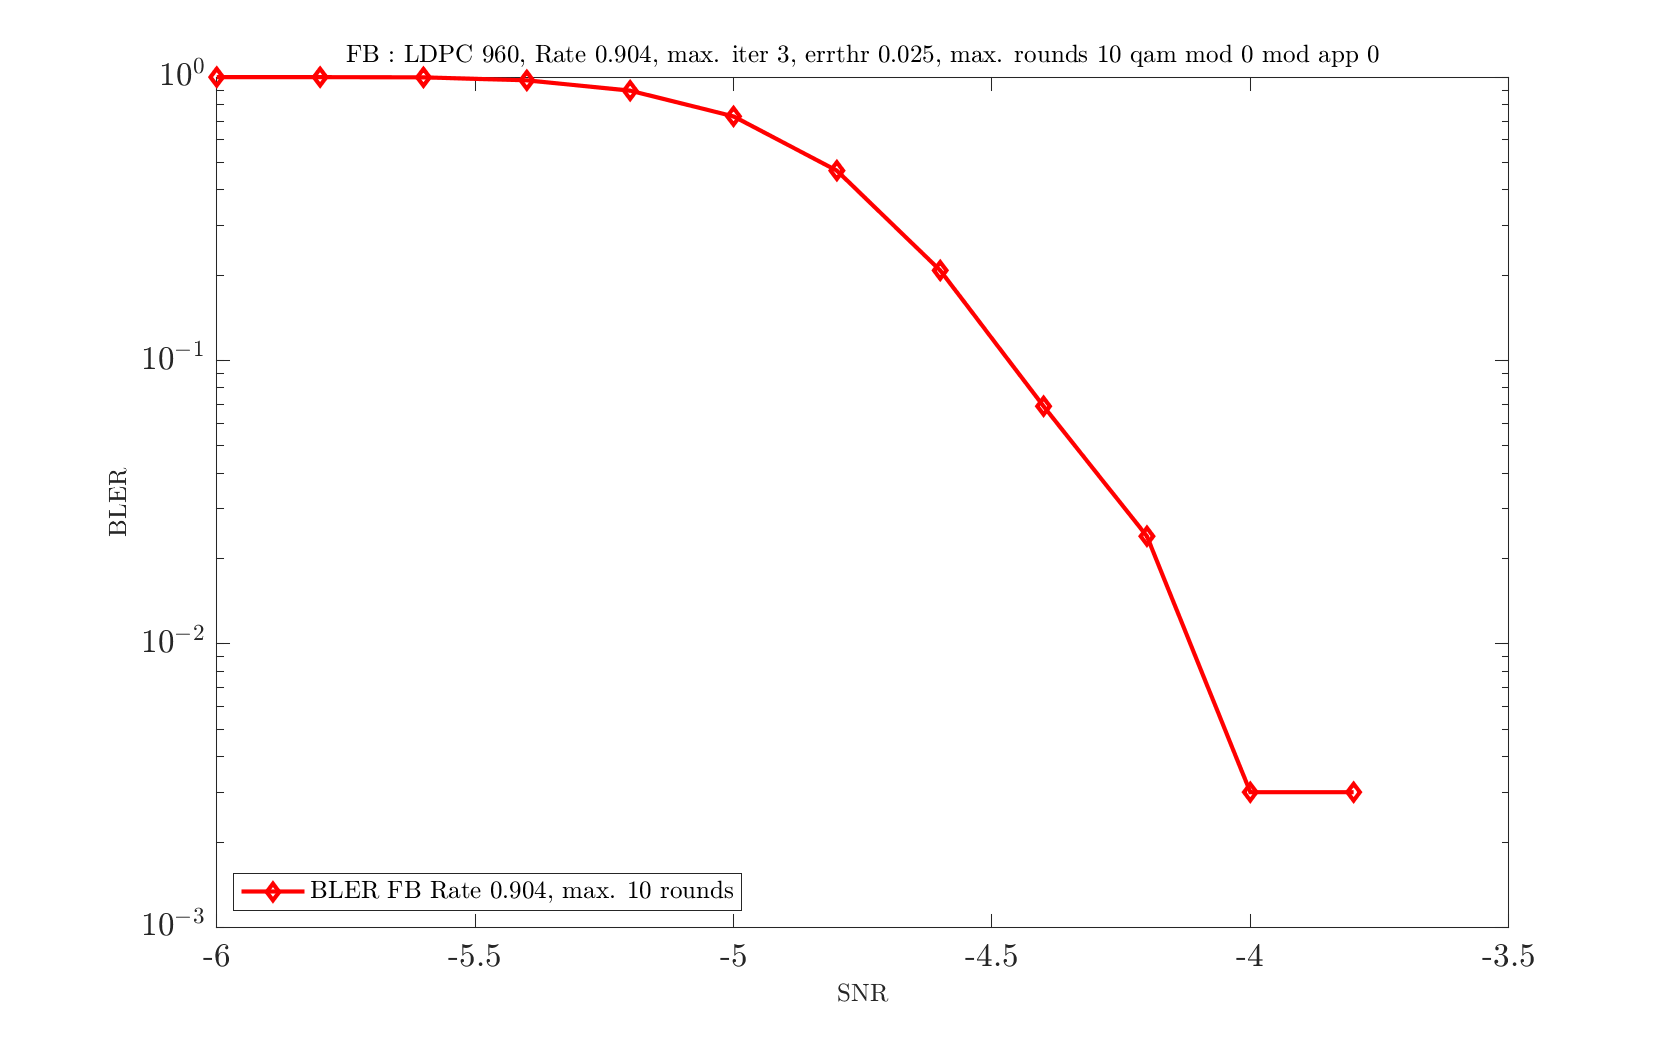 FB : LDPC 960, Rate 0.904, max. iter 3, errthr 0.025, max. rounds 10 qam mod 0 mod app 0
10^0
10^-1
10^-2
10^-3
BLER
BLER FB Rate 0.904, max. 10 rounds
-6 -5.5 -5 -4.5 -4 -3.5
SNR